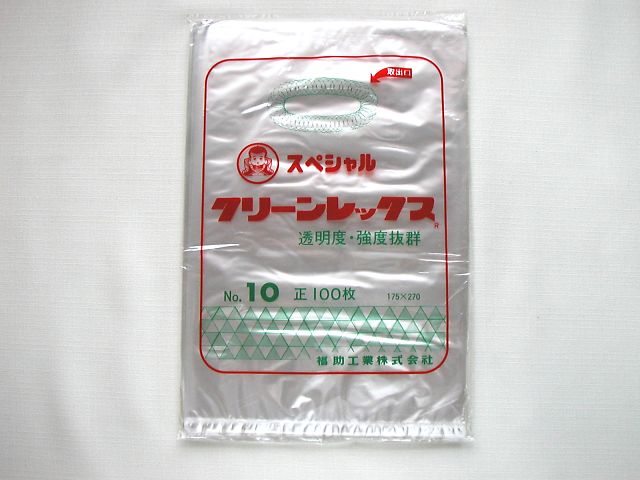 取出口
スペシャル
クリーンレックス
R
透明度・強度抜群
No. 10 正100枚 175×270
福助工業株式会社